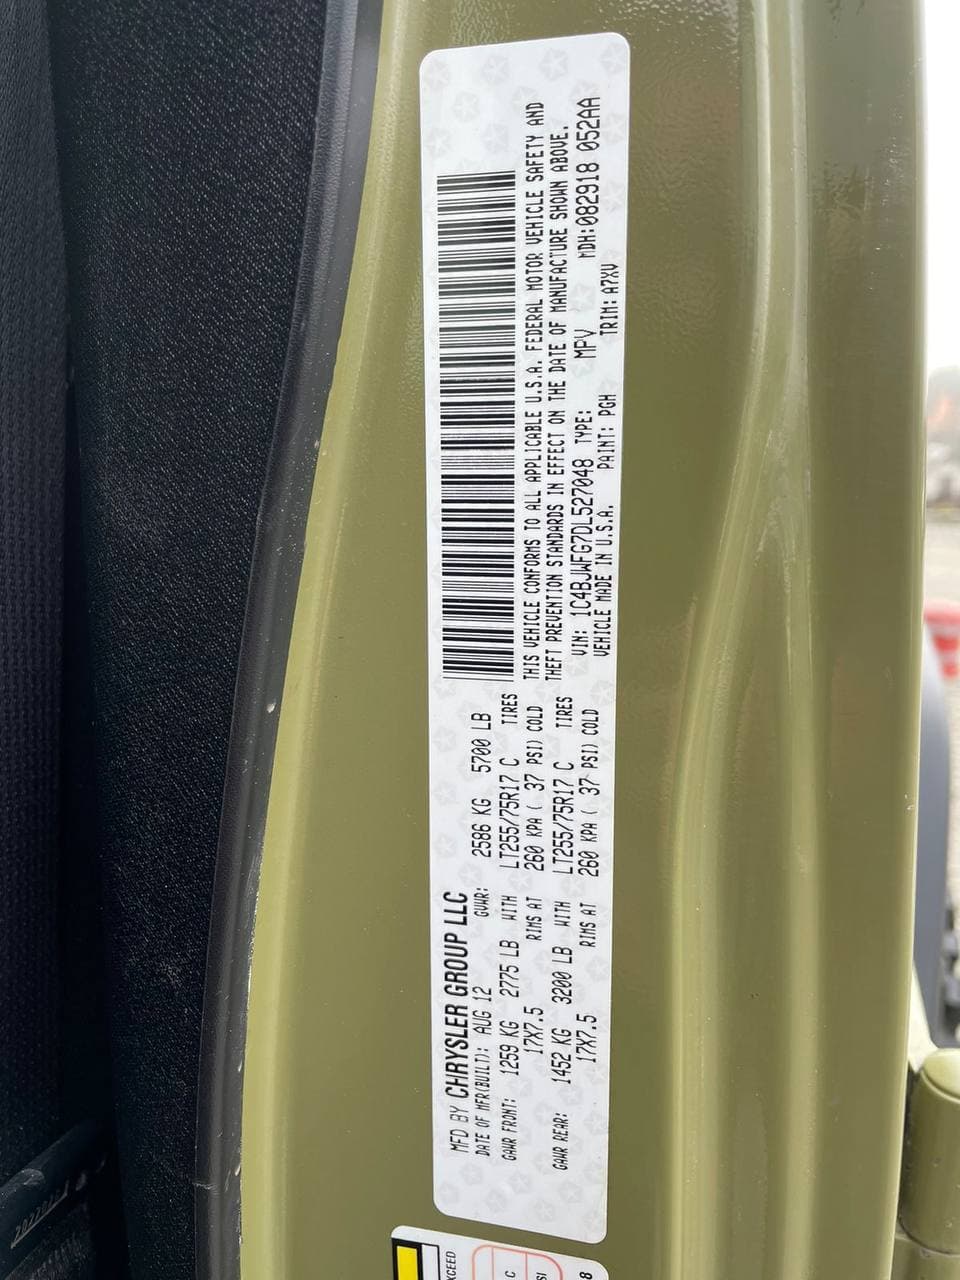 MFD BY CHRYSLER GROUP LLC
DATE OF MFR(BUILT): AUG 12 GVWR: 2586 KG 5700 LB
GAWR FRONT: 1259 KG 2775 LB WITH LT255/75R17 C TIRES
17X7.5 RIMS AT 260 KPA ( 37 PSI) COLD
GAWR REAR: 1452 KG 3200 LB WITH LT255/75R17 C TIRES
17X7.5 RIMS AT 260 KPA ( 37 PSI) COLD
THIS VEHICLE CONFORMS TO ALL APPLICABLE U.S.A. FEDERAL MOTOR VEHICLE SAFETY AND
THEFT PREVENTION STANDARDS IN EFFECT ON THE DATE OF MANUFACTURE SHOWN ABOVE.
VIN: 1C4BJWFG7DL527048 TYPE: MPV MDH:082918 052AA
VEHICLE MADE IN U.S.A. PAINT: PGH TRIM: A7XV
EXCEED
C
SI
8